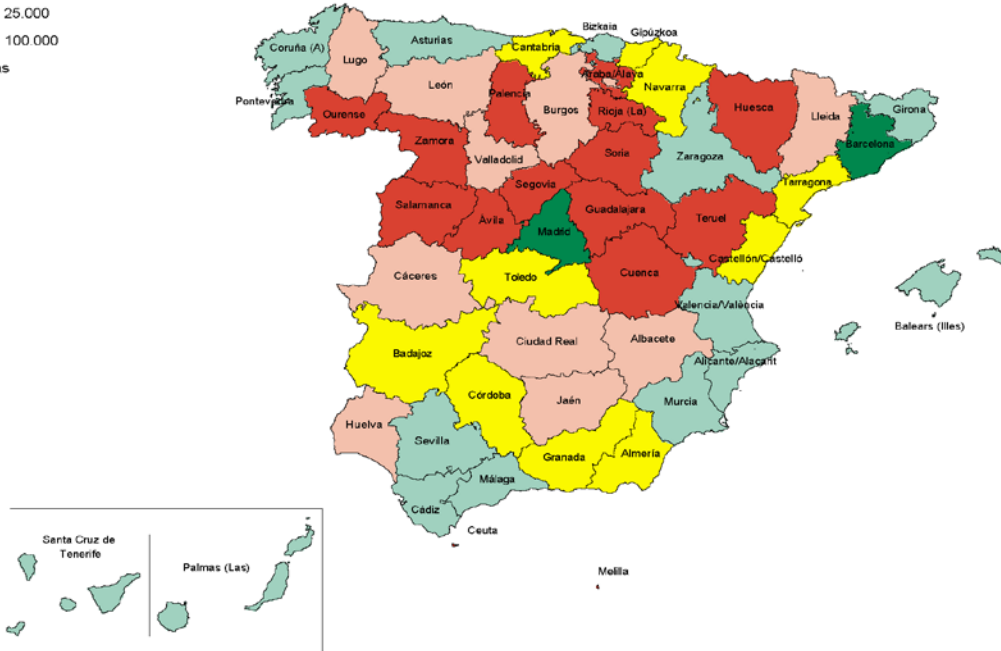 25.000
100.000
as
Coruña (A)
Lugo
Asturias
Cantabria
Bizkaia
Gipúzkoa
Araba/Álava
Navarra
Pontevedra
Ourense
León
Palencia
Burgos
Rioja (La)
Huesca
Lleida
Girona
Barcelona
Zamora
Valladolid
Soria
Zaragoza
Tarragona
Segovia
Salamanca
Ávila
Guadalajara
Teruel
Madrid
Cáceres
Toledo
Cuenca
Castellón/Castelló
Valencia/València
Balears (Illes)
Badajoz
Ciudad Real
Albacete
Alicante/Alacant
Córdoba
Jaén
Murcia
Huelva
Sevilla
Granada
Almería
Málaga
Cádiz
Ceuta
Melilla
Santa Cruz de
Tenerife
Palmas (Las)